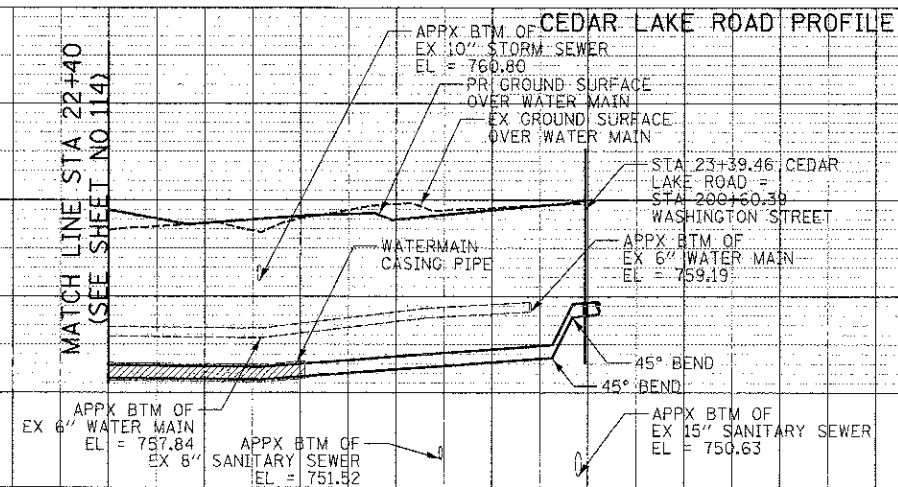 CEDAR LAKE ROAD PROFILE
MATCH LINE STA 22+40
(SEE SHEET NO 114)
APPX BTM OF
EX 10" STORM SEWER
EL = 760.80
PR GROUND SURFACE
OVER WATER MAIN
EX GROUND SURFACE
OVER WATER MAIN
STA 23+39.46 CEDAR
LAKE ROAD =
STA 200+60.39
WASHINGTON STREET
WATERMAIN
CASING PIPE
APPX BTM OF
EX 6" WATER MAIN
EL = 759.19
45° BEND
45° BEND
APPX BTM OF
EX 6" WATER MAIN
EL = 757.84
APPX BTM OF
EX 8" SANITARY SEWER
EL = 751.52
APPX BTM OF
EX 15" SANITARY SEWER
EL = 750.63